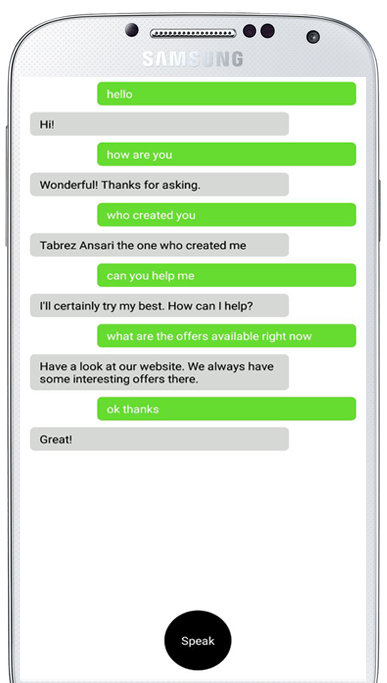 SAMSUNG
hello
Hi!
how are you
Wonderful! Thanks for asking.
who created you
Tabrez Ansari the one who created me
can you help me
I'll certainly try my best. How can I help?
what are the offers available right now
Have a look at our website. We always have
some interesting offers there.
ok thanks
Great!
Speak